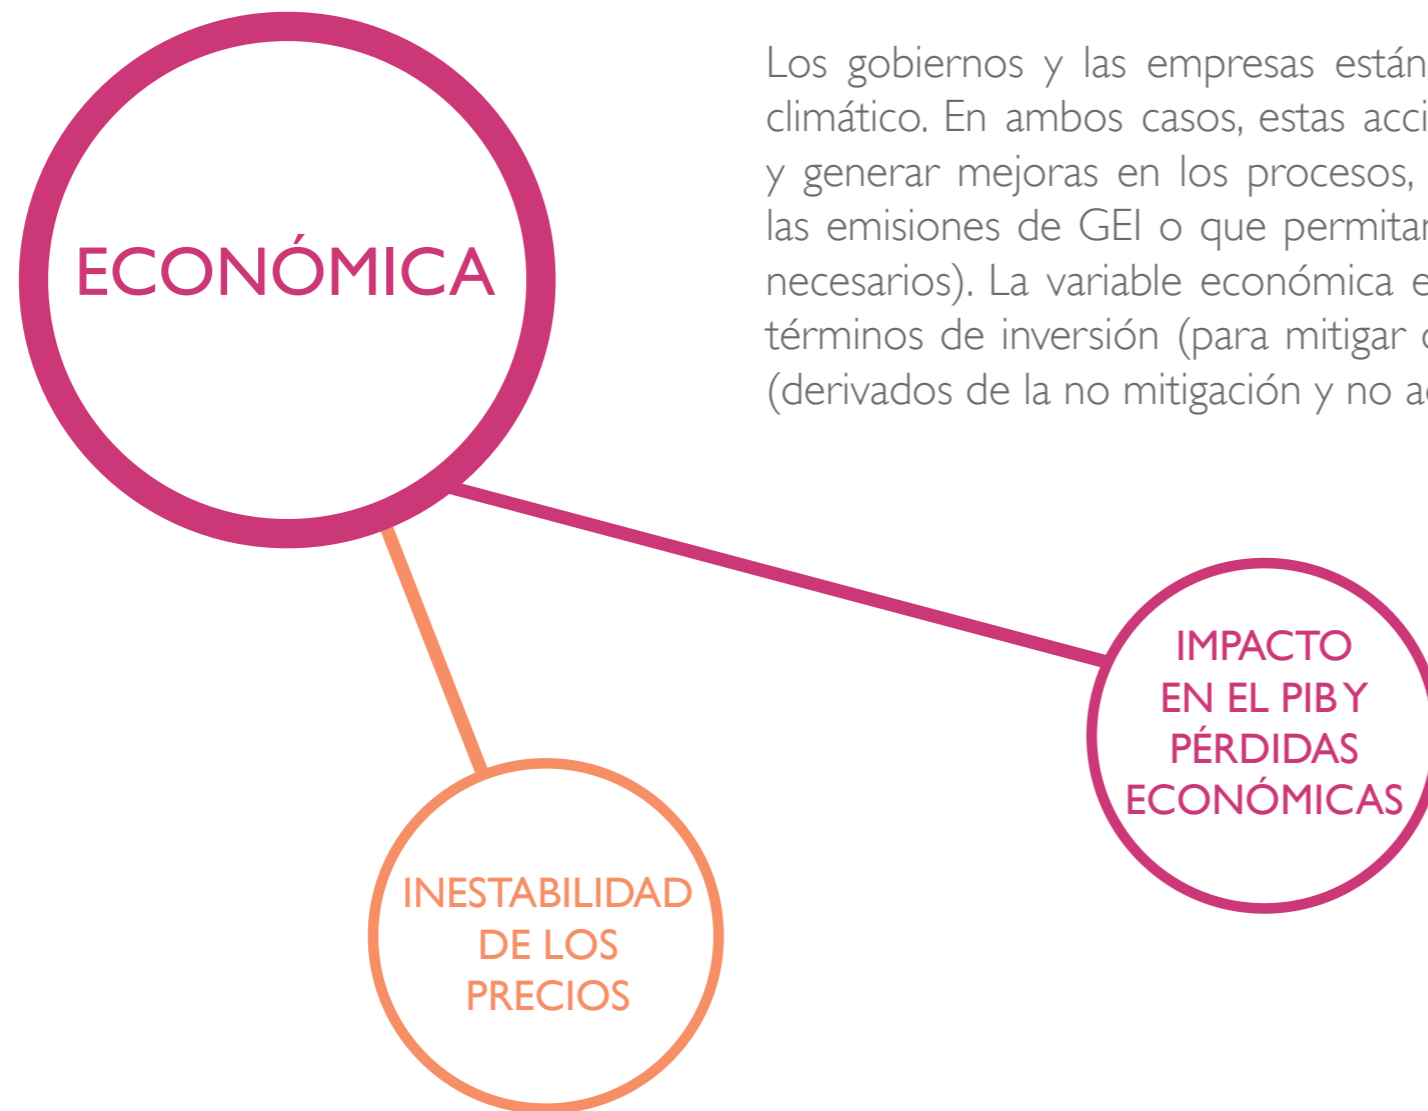 ECONÓMICA
Los gobiernos y las empresas están
climático. En ambos casos, estas acci
y generar mejoras en los procesos,
las emisiones de GEI o que permitar
necesarios). La variable económica e
términos de inversión (para mitigar
(derivados de la no mitigación y no a
IMPACTO
EN EL PIB Y
PÉRDIDAS
ECONÓMICAS
INESTABILIDAD
DE LOS
PRECIOS